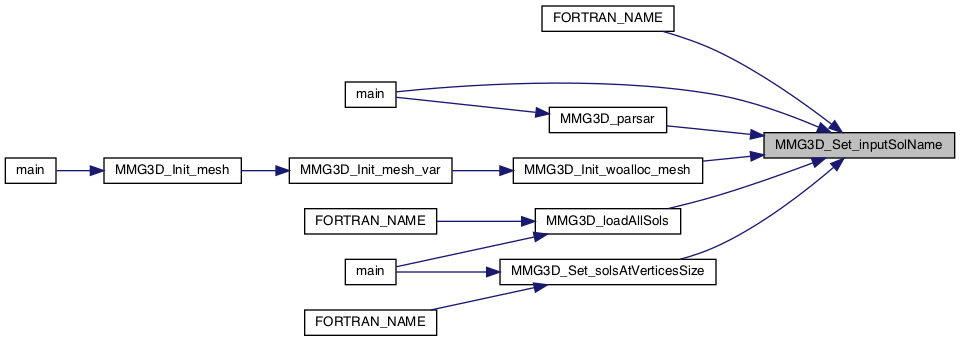 FORTRAN_NAME
main
MMG3D_parsar
MMG3D_Set_inputSolName
main
MMG3D_Init_mesh
MMG3D_Init_mesh_var
MMG3D_Init_woalloc_mesh
FORTRAN_NAME
MMG3D_loadAllSols
main
MMG3D_Set_solsAtVerticesSize
FORTRAN_NAME